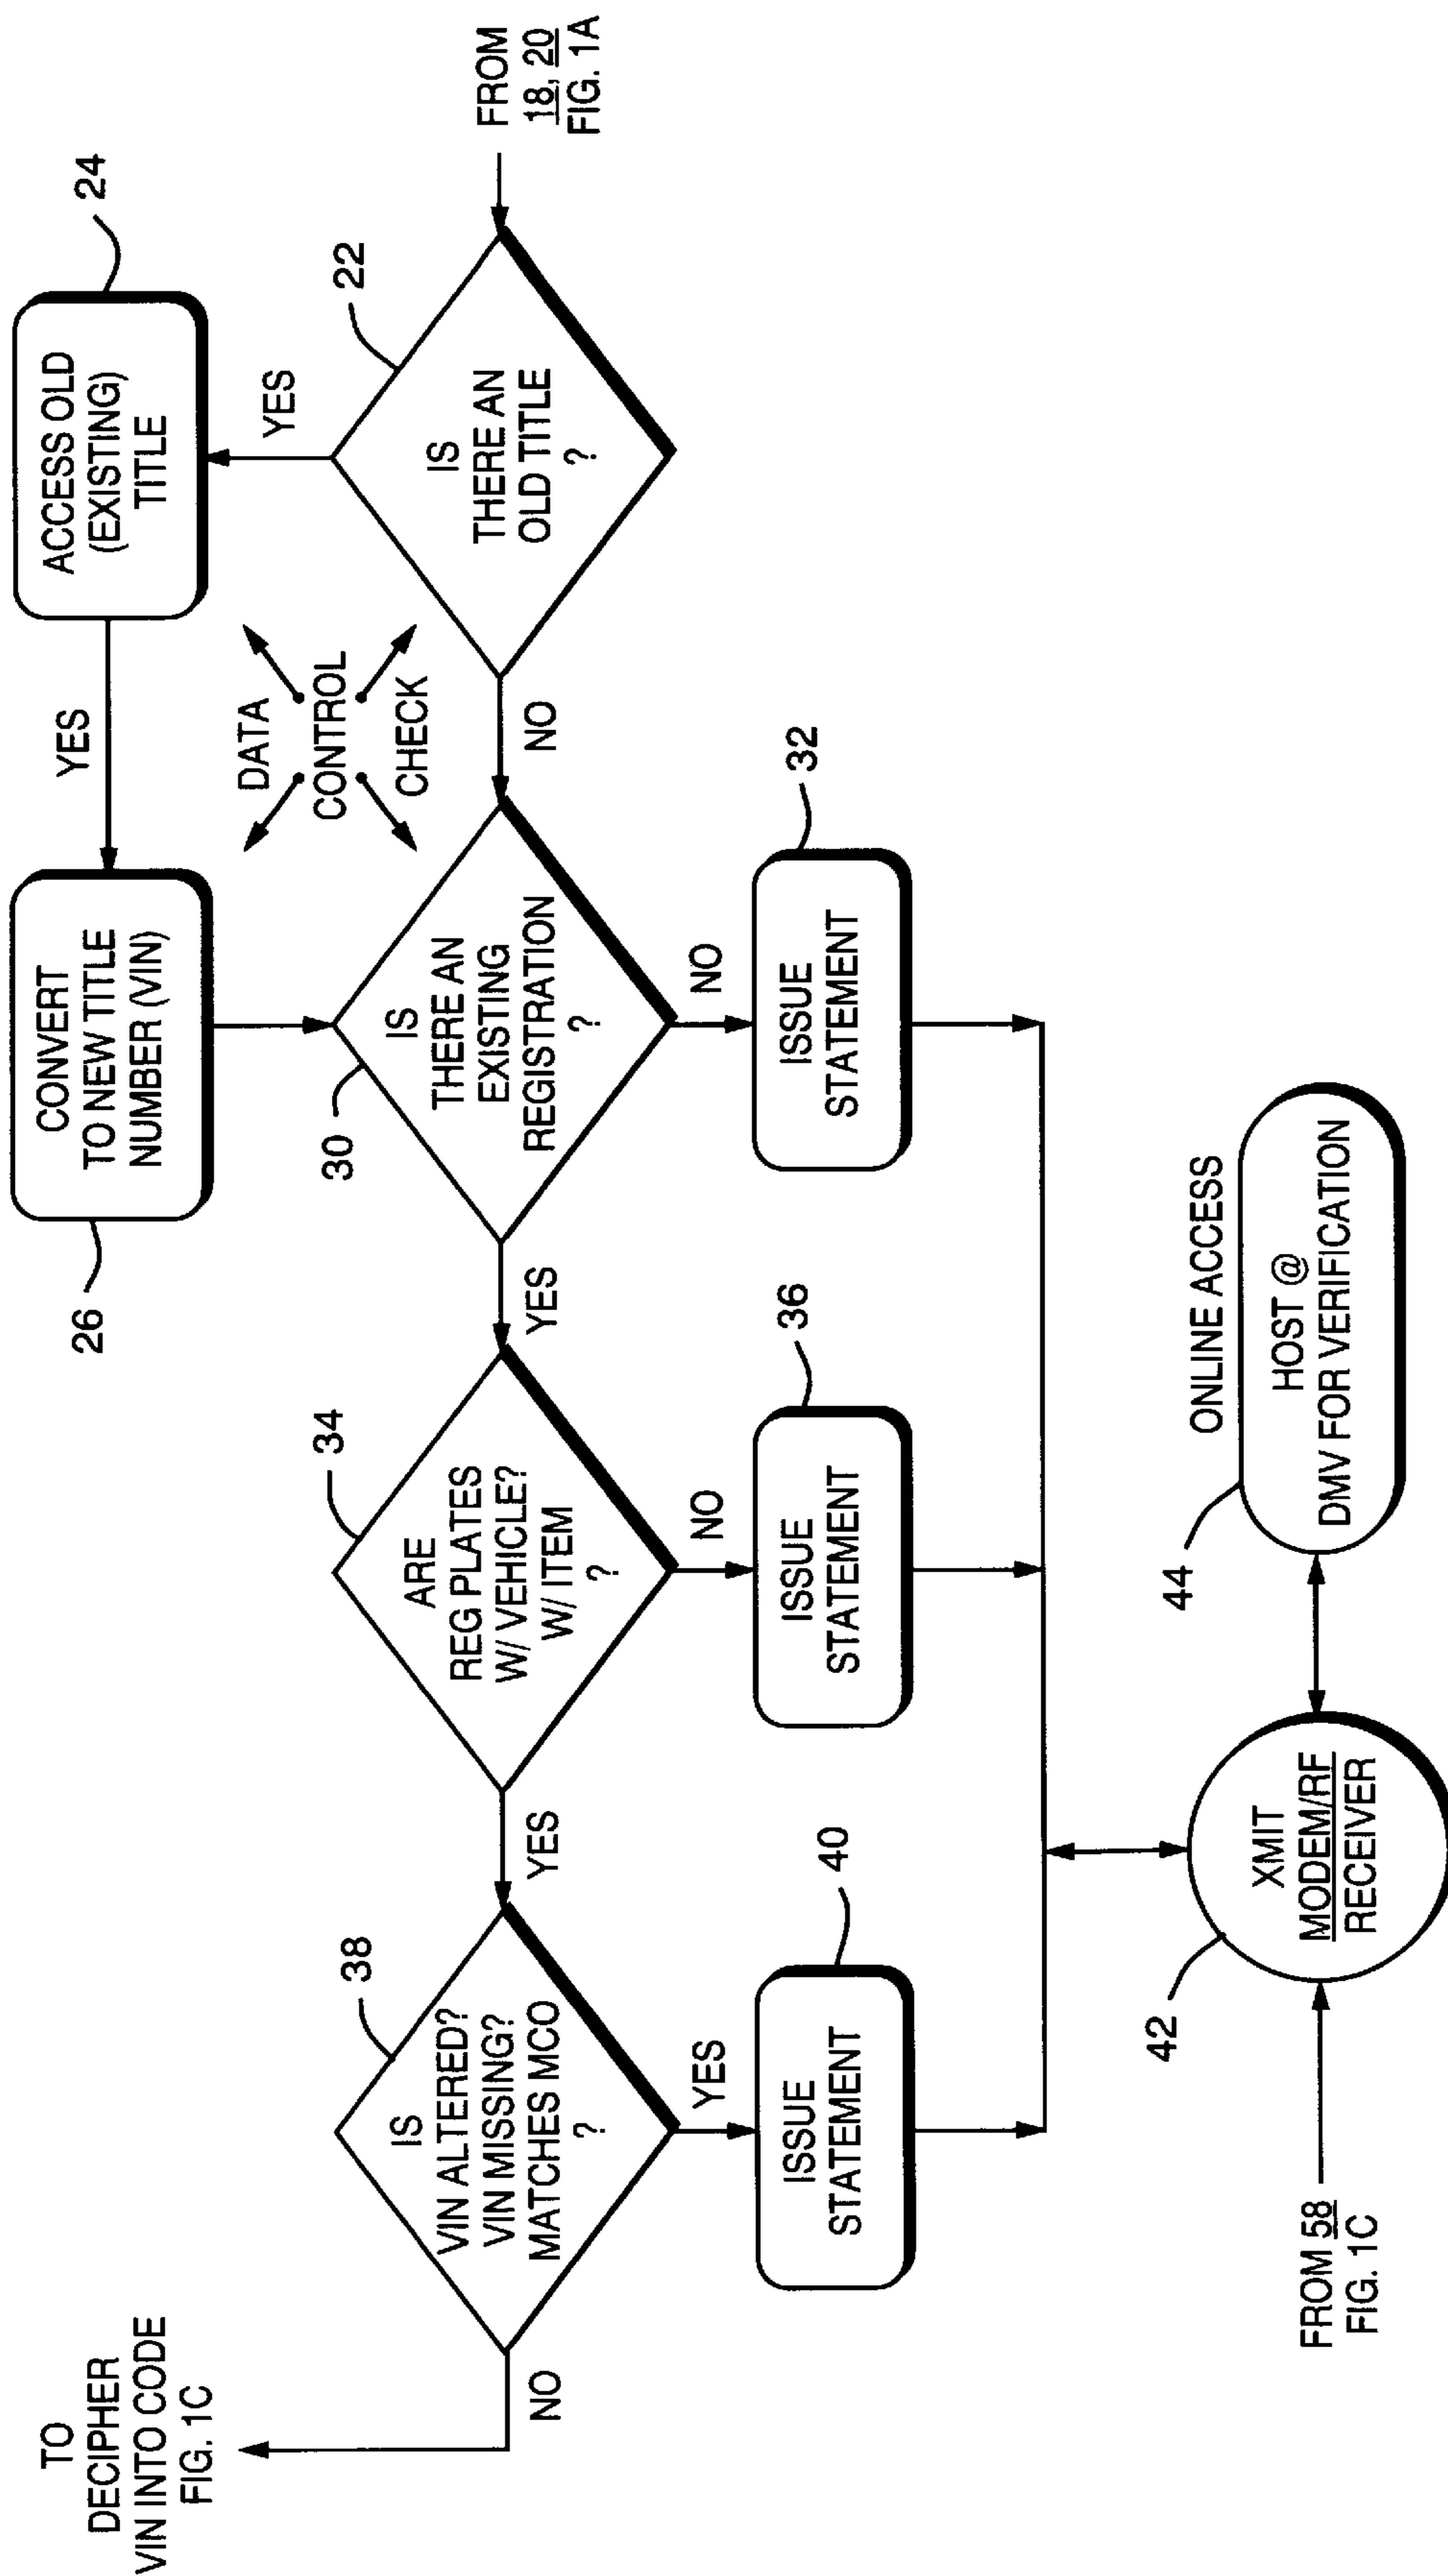 FROM
18, 20
FIG. 1A
22
IS
THERE AN
OLD TITLE
?
YES
24
ACCESS OLD
(EXISTING)
TITLE
YES
26
CONVERT
TO NEW TITLE
NUMBER (VIN)
DATA
CONTROL
CHECK
NO
30
IS
THERE AN
EXISTING
REGISTRATION
?
NO
32
ISSUE
STATEMENT
YES
34
ARE
REG PLATES
W/ VEHICLE?
W/ ITEM
?
NO
36
ISSUE
STATEMENT
YES
38
IS
VIN ALTERED?
VIN MISSING?
MATCHES MCO
?
YES
40
ISSUE
STATEMENT
NO
TO
DECIPHER
VIN INTO CODE
FIG. 1C
FROM 58
FIG. 1C
42
XMIT
MODEM/RF
RECEIVER
44
ONLINE ACCESS
HOST @
DMV FOR VERIFICATION